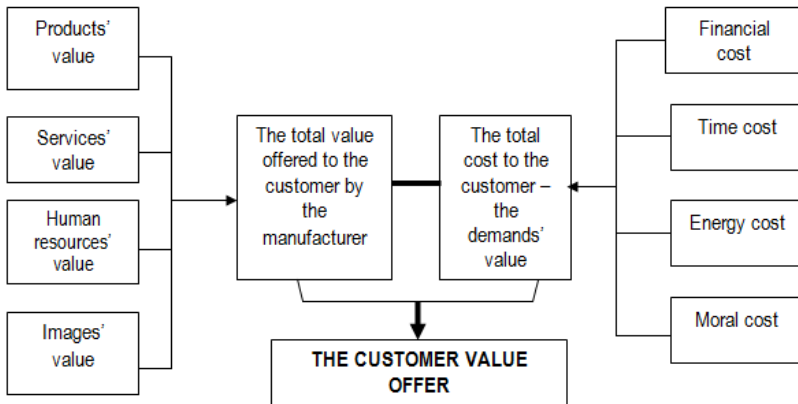 Products'
value
Services'
value
Human
resources'
value
Images'
value
The total value
offered to the
customer by
the
manufacturer
The total
cost to the
customer –
the
demands'
value
Financial
cost
Time cost
Energy cost
Moral cost
THE CUSTOMER VALUE
OFFER